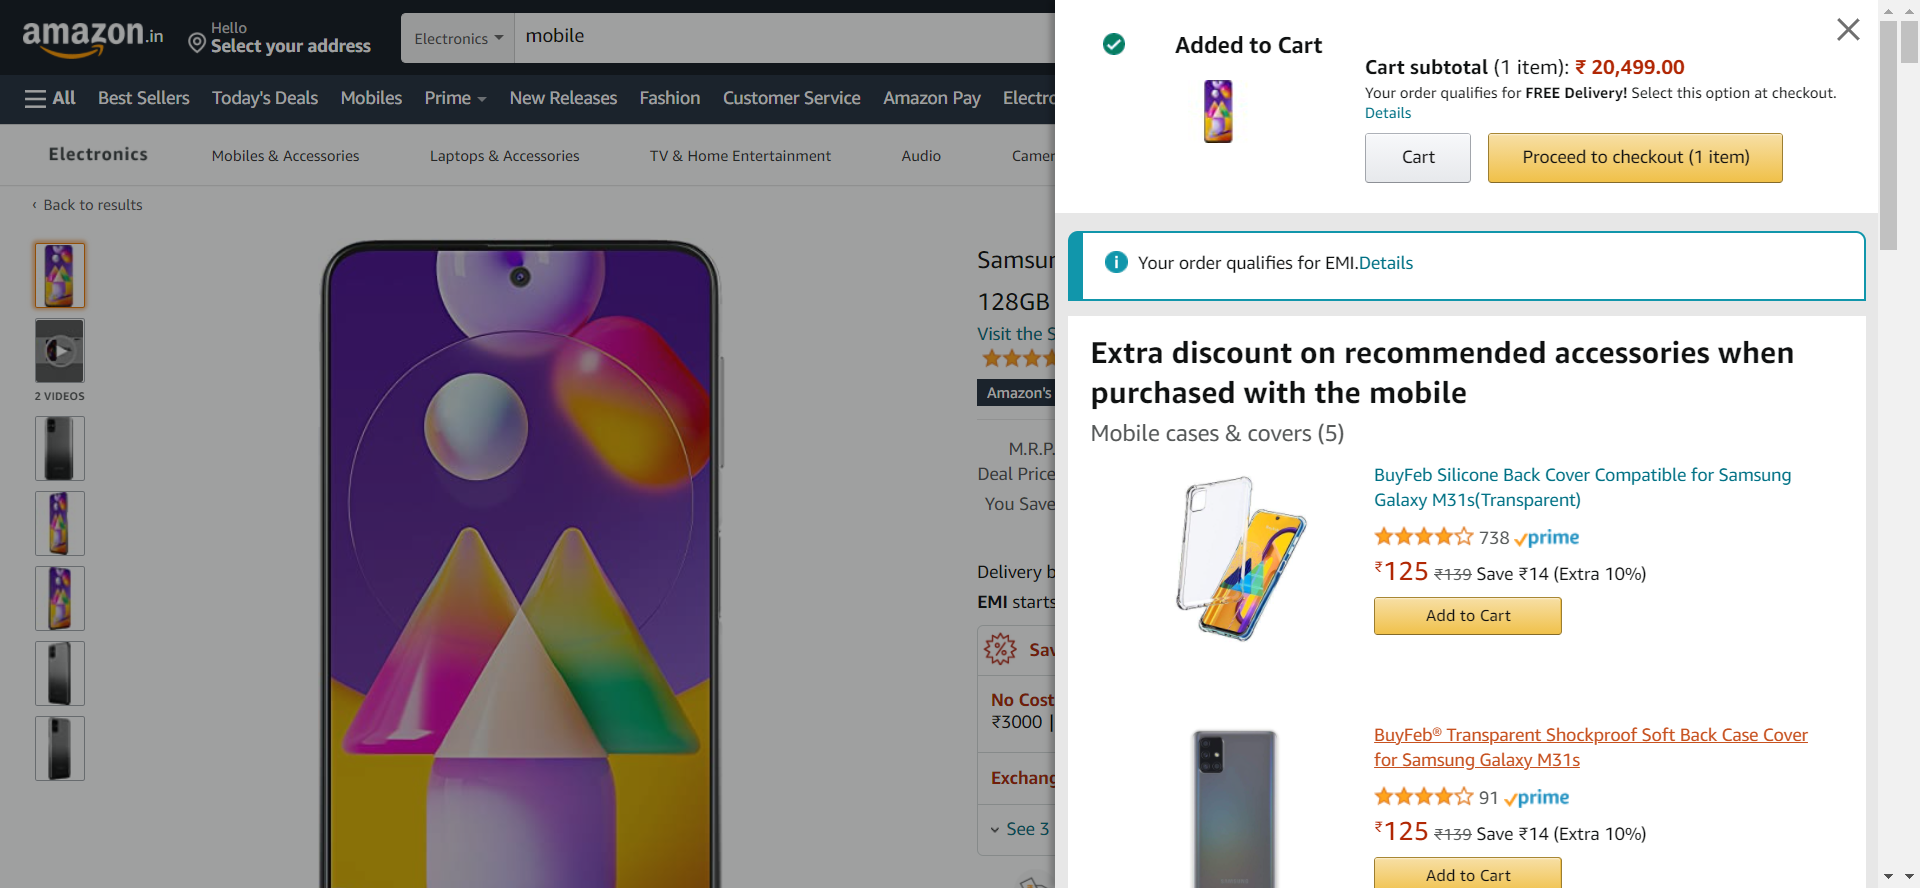 amazon.in
Hello
Select your address
Electronics
mobile
All
Best Sellers
Today's Deals
Mobiles
Prime
New Releases
Fashion
Customer Service
Amazon Pay
Electro
Electronics
Mobiles & Accessories
Laptops & Accessories
TV & Home Entertainment
Audio
Camer
‹ Back to results
2 VIDEOS
Samsun
128GB
Visit the S
Amazon's
M.R.P.
Deal Price
You Save
Delivery b
EMI starts
Sav
No Cost
₹3000 |
Exchang
See 3
Added to Cart
Cart subtotal (1 item): ₹ 20,499.00
Your order qualifies for FREE Delivery! Select this option at checkout.
Details
Cart
Proceed to checkout (1 item)
Your order qualifies for EMI.Details
Extra discount on recommended accessories when
purchased with the mobile
Mobile cases & covers (5)
BuyFeb Silicone Back Cover Compatible for Samsung
Galaxy M31s(Transparent)
738 prime
₹125 ₹139 Save ₹14 (Extra 10%)
Add to Cart
BuyFeb® Transparent Shockproof Soft Back Case Cover
for Samsung Galaxy M31s
91 prime
₹125 ₹139 Save ₹14 (Extra 10%)
Add to Cart